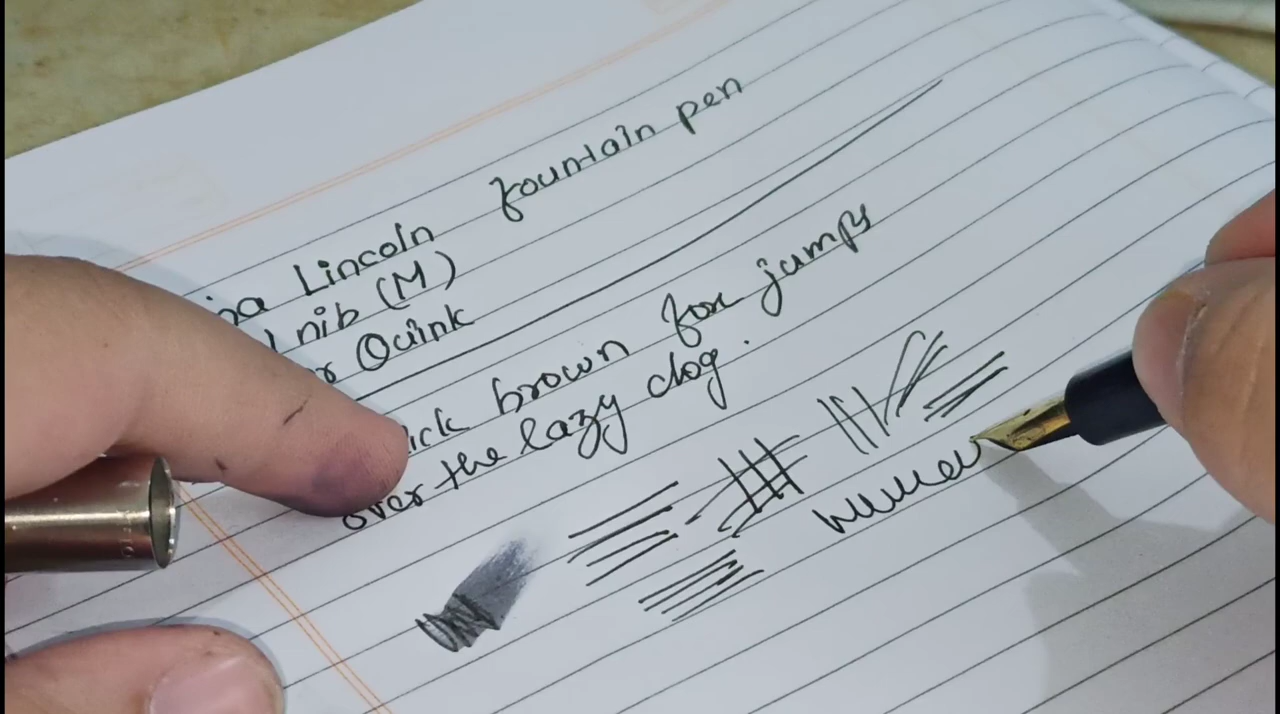 Lincoln fountain pen
nib (M)
Quink
brown fox jumps
over the lazy dog.